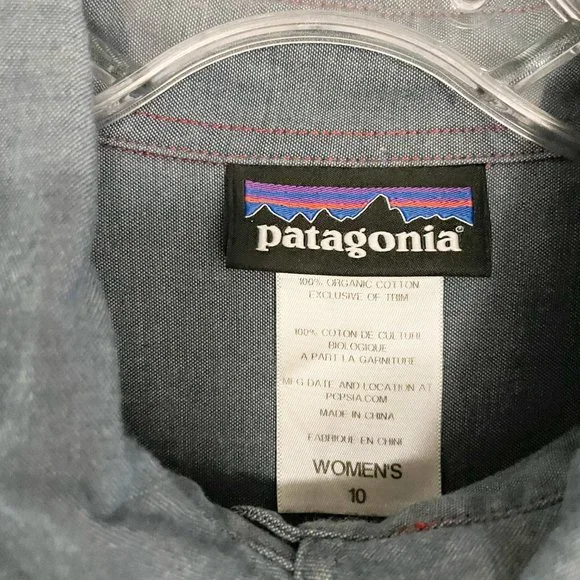 patagonia®
100% ORGANIC COTTON
EXCLUSIVE OF TRIM
100% COTON DE CULTURE
BIOLOGIQUE
A PART LA GARNITURE
MFG DATE AND LOCATION AT
PCPSIA.COM
MADE IN CHINA
FABRIQUE EN CHINE
WOMEN'S
10